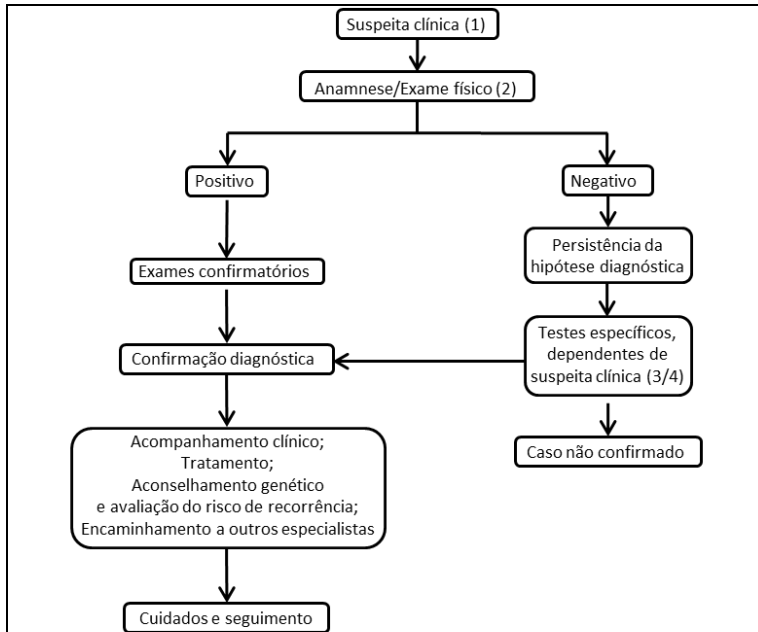 Suspeita clínica (1)
Anamnese/Exame físico (2)
Positivo
Negativo
Persistência da
hipótese diagnóstica
Exames confirmatórios
Testes específicos,
dependentes de
suspeita clínica (3/4)
Confirmação diagnóstica
Acompanhamento clínico;
Tratamento;
Aconselhamento genético
e avaliação do risco de recorrência;
Encaminhamento a outros especialistas
Caso não confirmado
Cuidados e seguimento